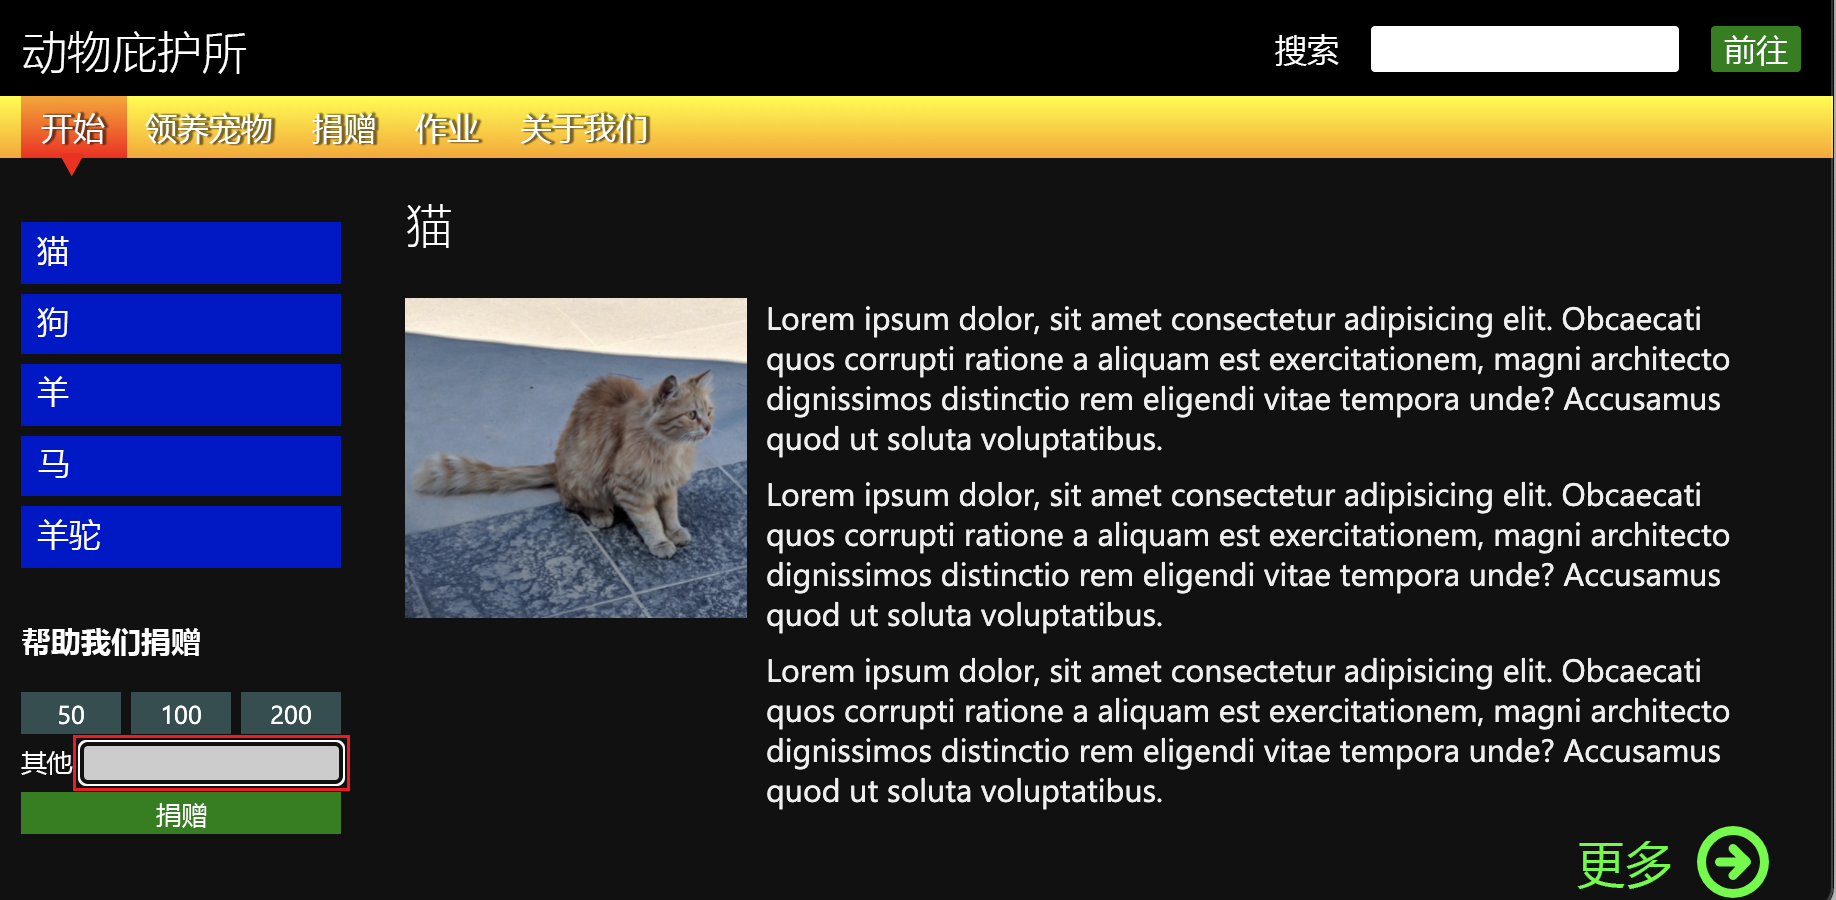 动物庇护所
搜索
前往
开始 领养宠物 捐赠 作业 关于我们
猫
狗
羊
马
羊驼
帮助我们捐赠
50 100 200
其他
捐赠
猫
Lorem ipsum dolor, sit amet consectetur adipisicing elit. Obcaecati
quos corrupti ratione a aliquam est exercitationem, magni architecto
dignissimos distinctio rem eligendi vitae tempora unde? Accusamus
quod ut soluta voluptatibus.
Lorem ipsum dolor, sit amet consectetur adipisicing elit. Obcaecati
quos corrupti ratione a aliquam est exercitationem, magni architecto
dignissimos distinctio rem eligendi vitae tempora unde? Accusamus
quod ut soluta voluptatibus.
Lorem ipsum dolor, sit amet consectetur adipisicing elit. Obcaecati
quos corrupti ratione a aliquam est exercitationem, magni architecto
dignissimos distinctio rem eligendi vitae tempora unde? Accusamus
quod ut soluta voluptatibus.
更多